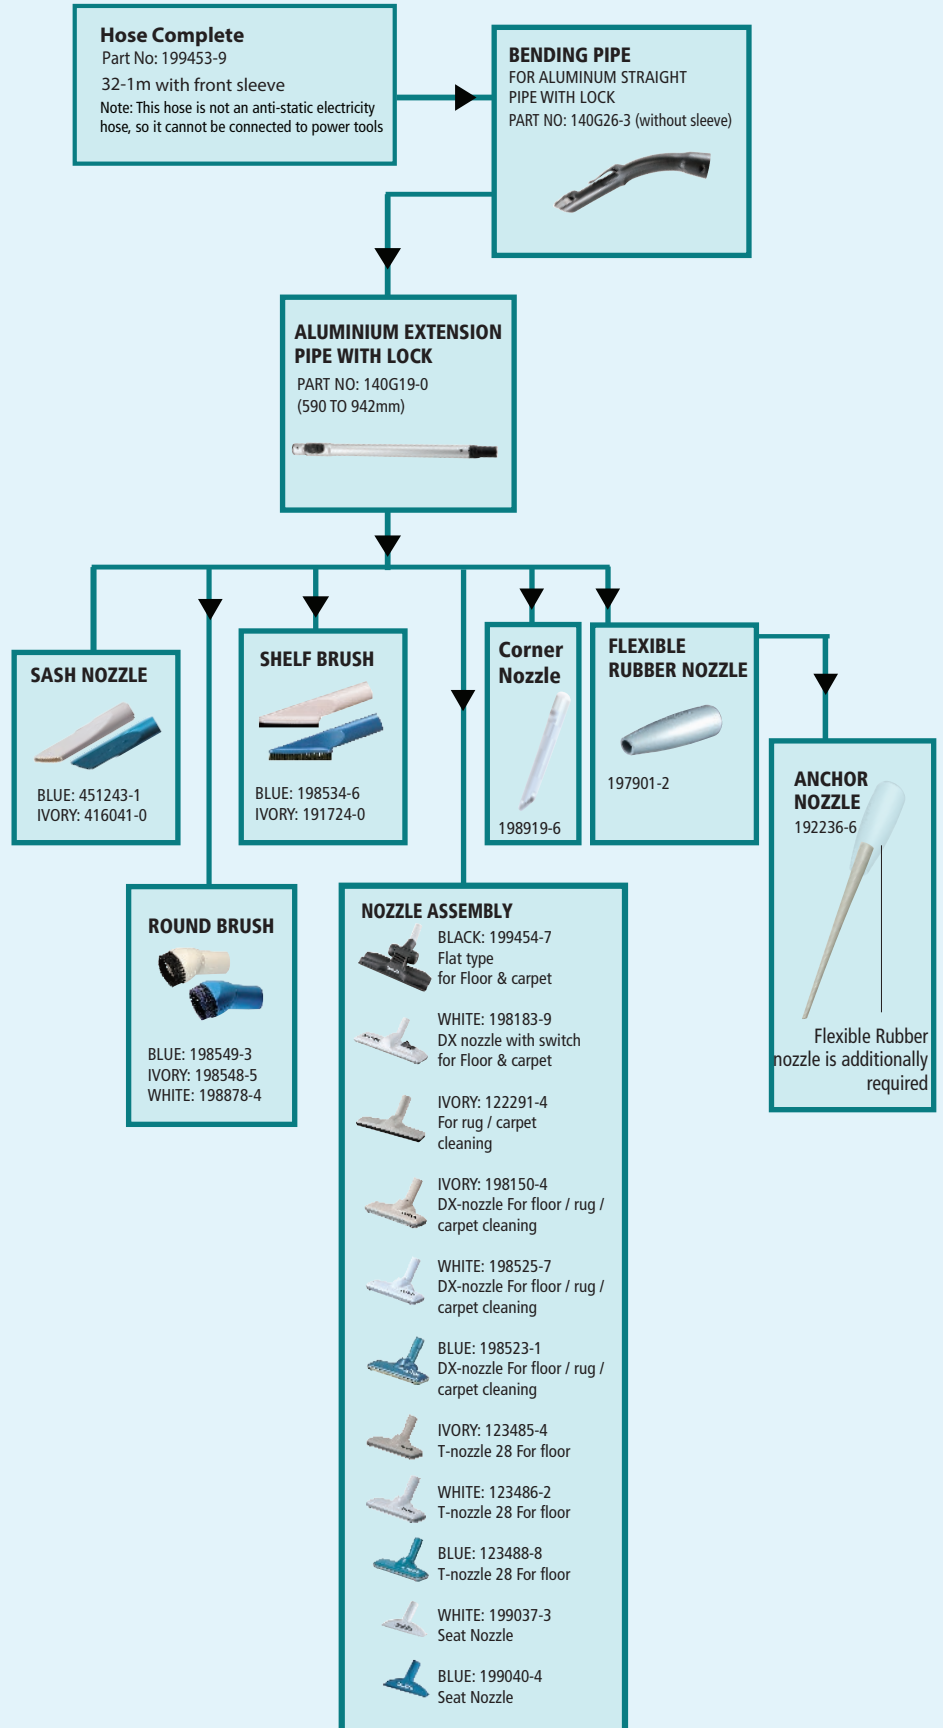 Hose Complete
Part No: 199453-9
32-1m with front sleeve
Note: This hose is not an anti-static electricity
hose, so it cannot be connected to power tools
BENDING PIPE
FOR ALUMINUM STRAIGHT
PIPE WITH LOCK
PART NO: 140G26-3 (without sleeve)
ALUMINIUM EXTENSION
PIPE WITH LOCK
PART NO: 140G19-0
(590 TO 942mm)
SASH NOZZLE
BLUE: 451243-1
IVORY: 416041-0
SHELF BRUSH
BLUE: 198534-6
IVORY: 191724-0
Corner
Nozzle
198919-6
FLEXIBLE
RUBBER NOZZLE
197901-2
ANCHOR
NOZZLE
192236-6
Flexible Rubber
nozzle is additionally
required
ROUND BRUSH
BLUE: 198549-3
IVORY: 198548-5
WHITE: 198878-4
NOZZLE ASSEMBLY
BLACK: 199454-7
Flat type
for Floor & carpet
WHITE: 198183-9
DX nozzle with switch
for Floor & carpet
IVORY: 122291-4
For rug / carpet
cleaning
IVORY: 198150-4
DX-nozzle For floor / rug /
carpet cleaning
WHITE: 198525-7
DX-nozzle For floor / rug /
carpet cleaning
BLUE: 198523-1
DX-nozzle For floor / rug /
carpet cleaning
IVORY: 123485-4
T-nozzle 28 For floor
WHITE: 123486-2
T-nozzle 28 For floor
BLUE: 123488-8
T-nozzle 28 For floor
WHITE: 199037-3
Seat Nozzle
BLUE: 199040-4
Seat Nozzle